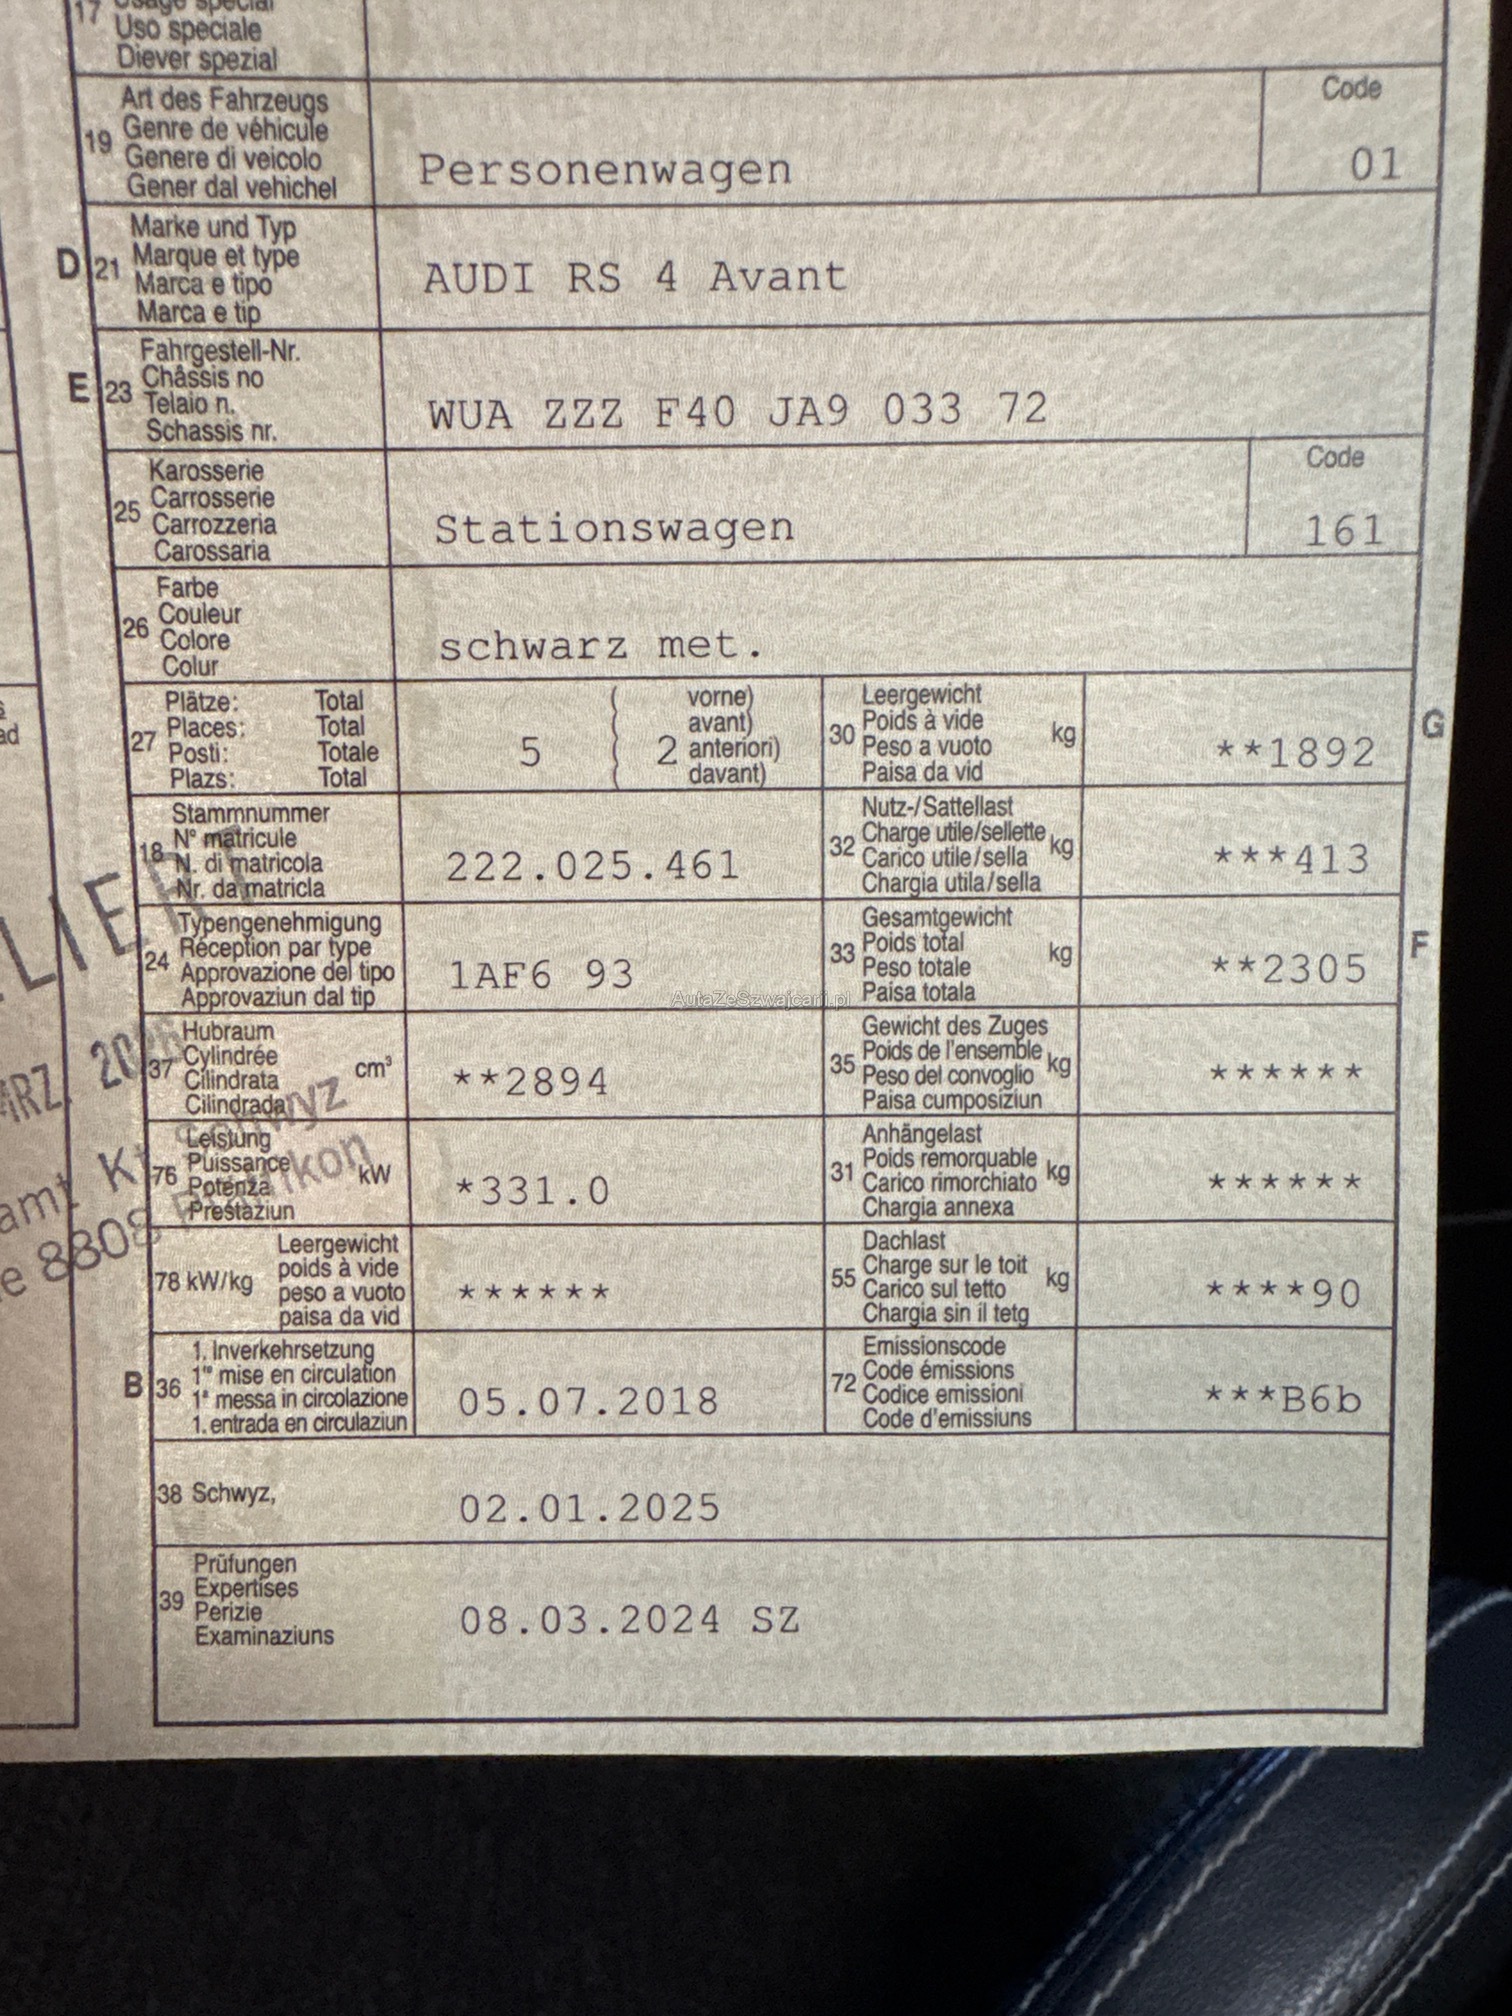 17 Usage spécial
Uso speciale
Diever spezial
19 Art des Fahrzeugs
Genre de véhicule
Genere di veicolo
Gener dal vehichel
Personenwagen
Code
01
D 21 Marke und Typ
Marque et type
Marca e tipo
Marca e tip
AUDI RS 4 Avant
E 23 Fahrgestell-Nr.
Châssis no
Telaio n.
Schassis nr.
WUA ZZZ F40 JA9 033 72
25 Karosserie
Carrosserie
Carrozzeria
Carossaria
Stationswagen
Code
161
26 Farbe
Couleur
Colore
Colur
schwarz met.
27 Plätze: Total
Places: Total
Posti: Totale
Plazs: Total
5
2
vorne)
avant)
anteriori)
davant)
30 Leergewicht
Poids à vide
Peso a vuoto
Paisa da vid
kg
**1892
G
18 Stammnummer
N° matricule
N. di matricola
Nr. da matricla
222.025.461
32 Nutz-/Sattellast
Charge utile/sellette
Carico utile/sella
Chargia utila/sella
kg
***413
24 Typengenehmigung
Réception par type
Approvazione del tipo
Approvaziun dal tip
1AF6 93
33 Gesamtgewicht
Poids total
Peso totale
Paisa totala
kg
**2305
F
AutaZeSzwajcarii.pl
37 Hubraum
Cylindrée
Cilindrata
Cilindrada
cm³
**2894
35 Gewicht des Zuges
Poids de l'ensemble
Peso del convoglio
Paisa cumposiziun
kg
******
76 Leistung
Puissance
Potenza
Prestaziun
kW
*331.0
31 Anhängelast
Poids remorquable
Carico rimorchiato
Chargia annexa
kg
******
78 kW/kg
Leergewicht
poids à vide
peso a vuoto
paisa da vid
******
55 Dachlast
Charge sur le toit
Carico sul tetto
Chargia sin il tetg
kg
****90
B 36 1. Inverkehrsetzung
1re mise en circulation
1a messa in circolazione
1. entrada en circulaziun
05.07.2018
72 Emissionscode
Code émissions
Codice emissioni
Code d'emissiuns
***B6b
38 Schwyz,
02.01.2025
39 Prüfungen
Expertises
Perizie
Examinaziuns
08.03.2024 SZ
LIERT
Schwyz
8808